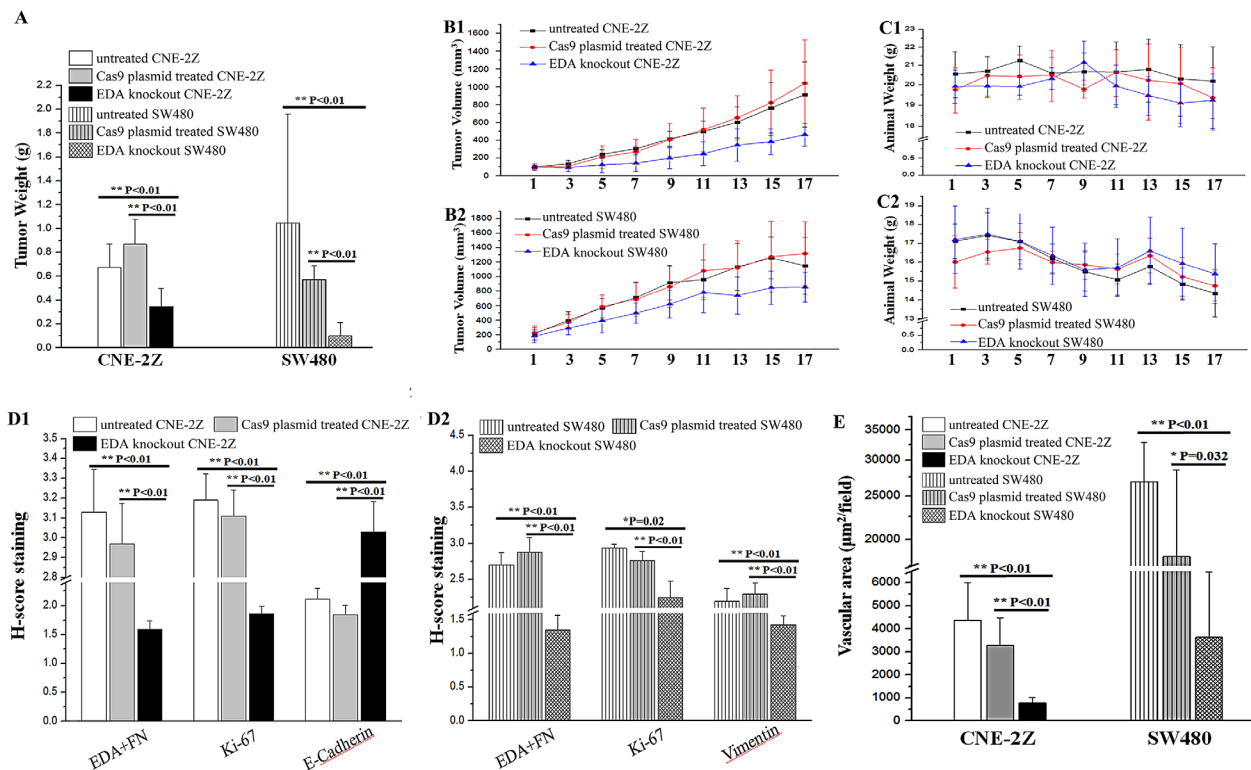 A
untreated CNE-2Z
Cas9 plasmid treated CNE-2Z
EDA knockout CNE-2Z
untreated SW480
Cas9 plasmid treated SW480
EDA knockout SW480
** P<0.01
** P<0.01
** P<0.01
** P<0.01
Tumor Weight (g)
2.2
2.0
1.8
1.6
1.4
1.2
1.0
0.8
0.6
0.4
0.2
0.0
CNE-2Z
SW480
B1
untreated CNE-2Z
Cas9 plasmid treated CNE-2Z
EDA knockout CNE-2Z
Tumor Volume (mm³)
1600
1400
1200
1000
800
600
400
200
0
1 3 5 7 9 11 13 15 17
B2
untreated SW480
Cas9 plasmid treated SW480
EDA knockout SW480
Tumor Volume (mm³)
1800
1600
1400
1200
1000
800
600
400
200
0
1 3 5 7 9 11 13 15 17
C1
Animal Weight (g)
23
22
21
20
19
18
0.5
0.0
untreated CNE-2Z
Cas9 plasmid treated CNE-2Z
EDA knockout CNE-2Z
1 3 5 7 9 11 13 15 17
C2
Animal Weight (g)
19
18
17
16
15
14
0.5
0.0
untreated SW480
Cas9 plasmid treated SW480
EDA knockout SW480
1 3 5 7 9 11 13 15 17
D1
untreated CNE-2Z
Cas9 plasmid treated CNE-2Z
EDA knockout CNE-2Z
** P<0.01
** P<0.01
** P<0.01
** P<0.01
** P<0.01
** P<0.01
H-score staining
3.5
3.4
3.3
3.2
3.1
3.0
2.9
2.8
2.5
2.0
1.5
1.0
0.5
0.0
EDA+FN
Ki-67
E-Cadherin
D2
untreated SW480
Cas9 plasmid treated SW480
EDA knockout SW480
** P<0.01
** P<0.01
*P=0.02
** P<0.01
** P<0.01
** P<0.01
H-score staining
4.5
4.0
3.5
3.0
2.5
1.5
1.0
0.5
0.0
EDA+FN
Ki-67
Vimentin
E
untreated CNE-2Z
Cas9 plasmid treated CNE-2Z
EDA knockout CNE-2Z
untreated SW480
Cas9 plasmid treated SW480
EDA knockout SW480
** P<0.01
* P=0.032
** P<0.01
** P<0.01
Vascular area (µm²/field)
35000
30000
25000
20000
6000
5000
4000
3000
2000
1000
0
CNE-2Z
SW480